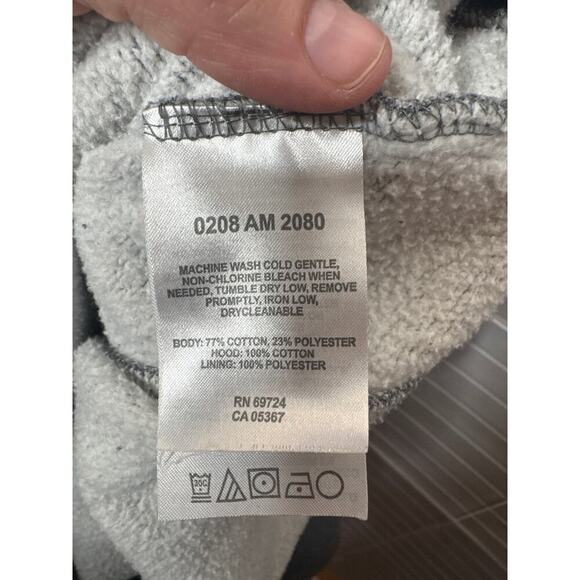 0208 AM 2080
MACHINE WASH COLD GENTLE,
NON-CHLORINE BLEACH WHEN
NEEDED, TUMBLE DRY LOW, REMOVE
PROMPTLY, IRON LOW,
DRYCLEANABLE
BODY: 77% COTTON, 23% POLYESTER
HOOD: 100% COTTON
LINING: 100% POLYESTER
RN 69724
CA 05367
30C